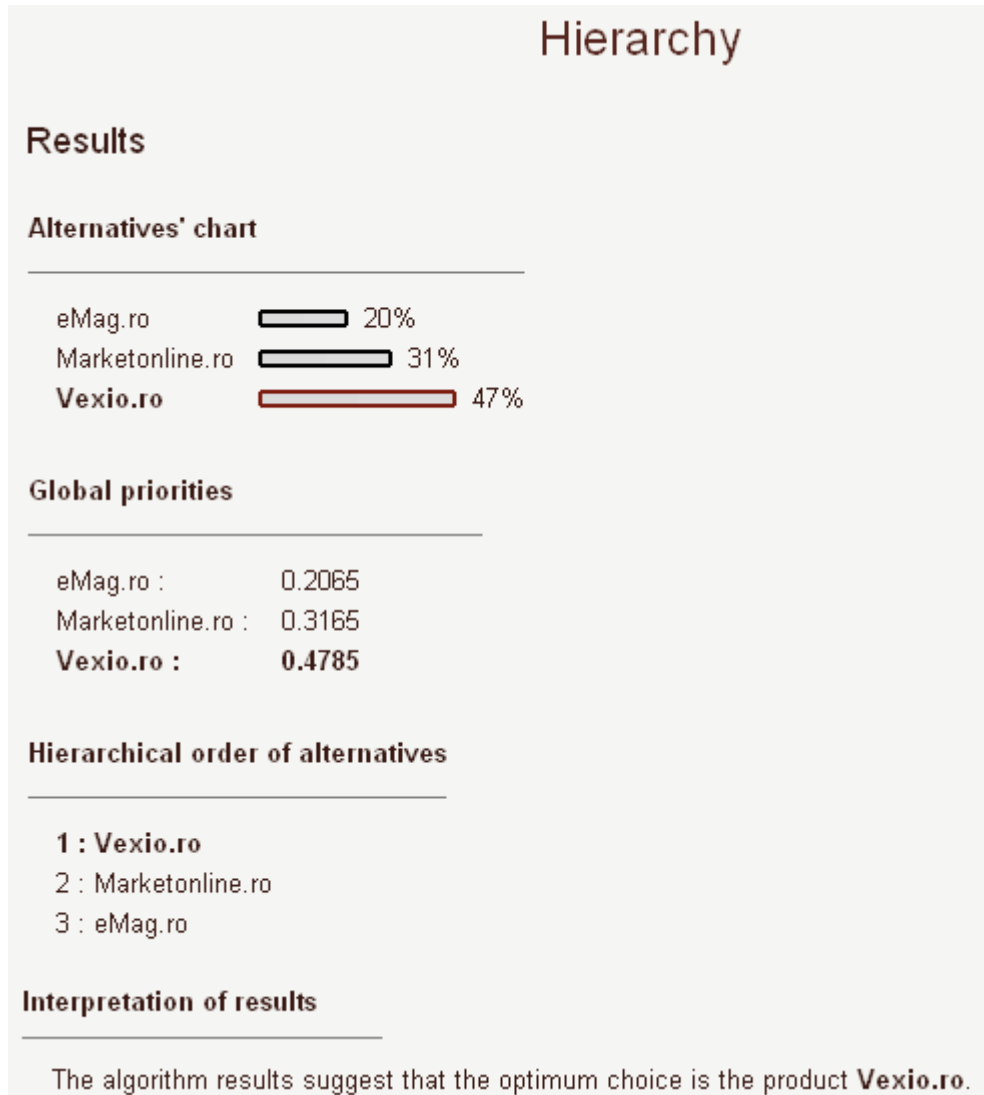 Hierarchy
Results
Alternatives' chart
eMag.ro 20%
Marketonline.ro 31%
Vexio.ro 47%
Global priorities
eMag.ro : 0.2065
Marketonline.ro : 0.3165
Vexio.ro : 0.4785
Hierarchical order of alternatives
1 : Vexio.ro
2 : Marketonline.ro
3 : eMag.ro
Interpretation of results
The algorithm results suggest that the optimum choice is the product Vexio.ro.